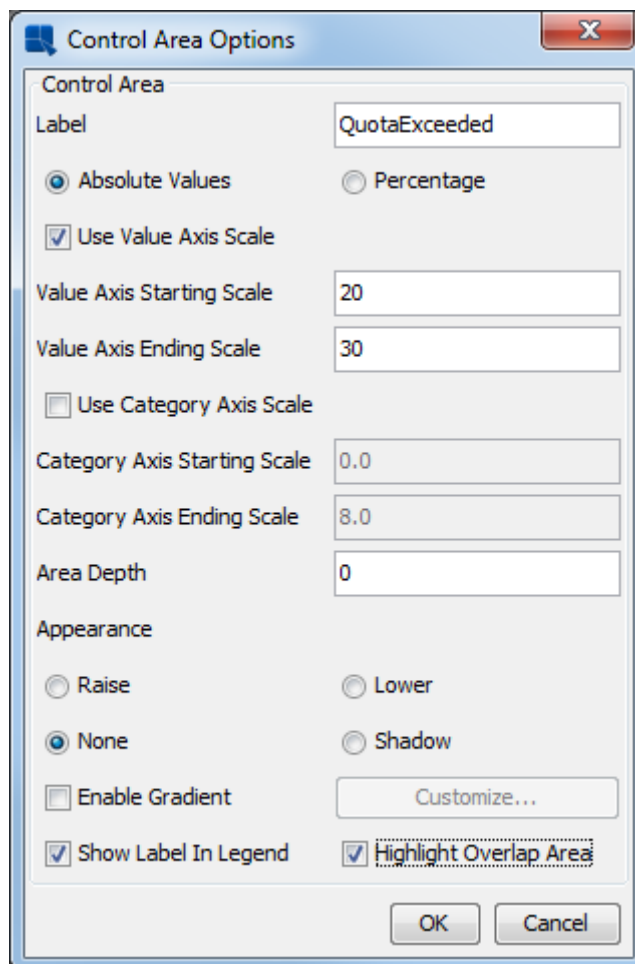 Control Area Options
Control Area
Label QuotaExceeded
Absolute Values Percentage
Use Value Axis Scale
Value Axis Starting Scale 20
Value Axis Ending Scale 30
Use Category Axis Scale
Category Axis Starting Scale 0.0
Category Axis Ending Scale 8.0
Area Depth 0
Appearance
Raise Lower
None Shadow
Enable Gradient Customize...
Show Label In Legend Highlight Overlap Area
OK Cancel